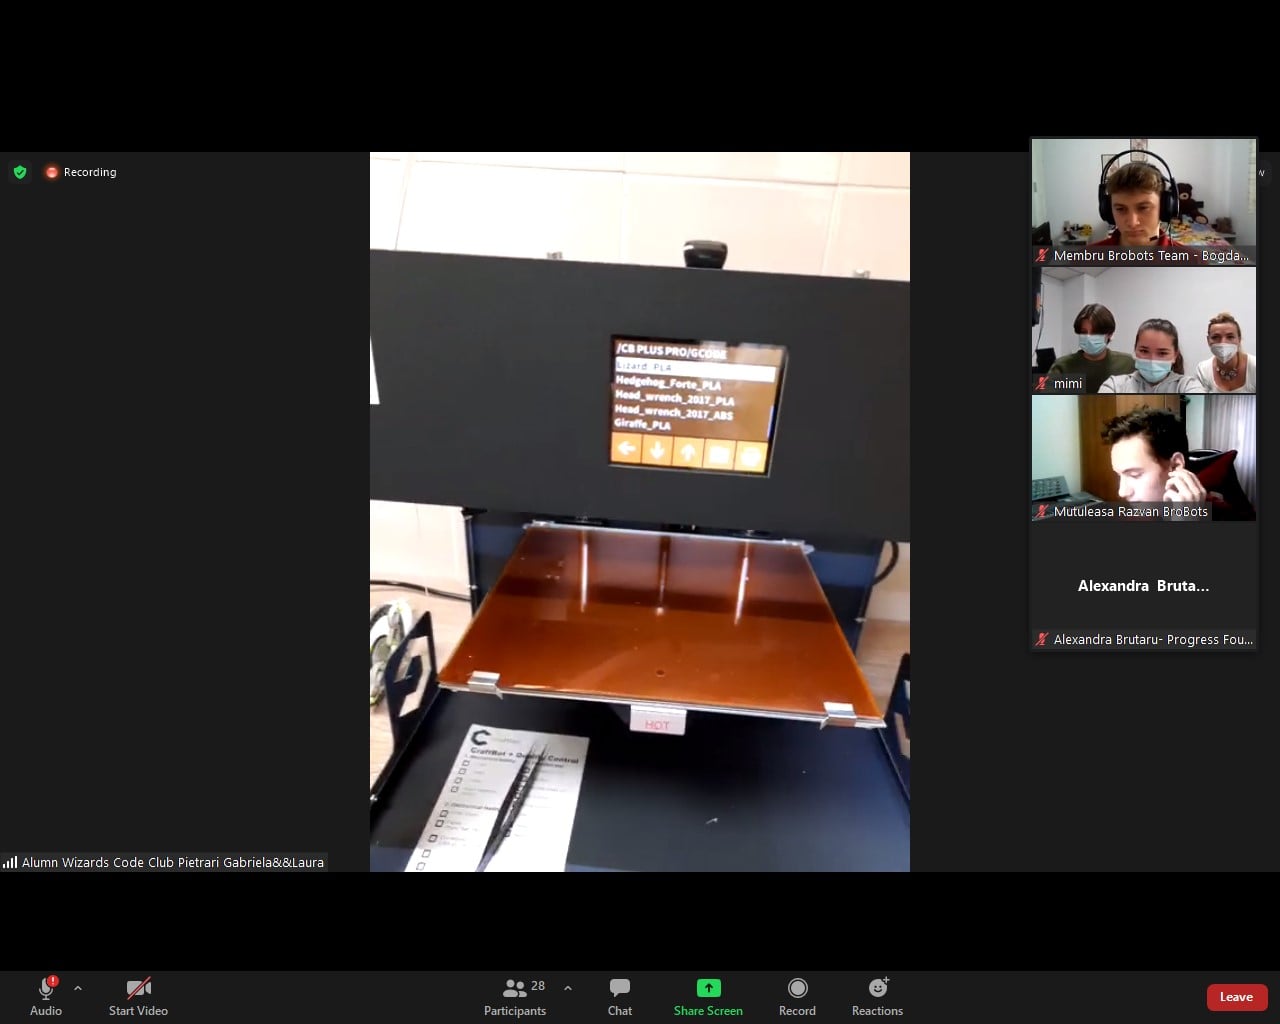 Recording
w
Membru Brobots Team - Bogda...
mimi
Mutuleasa Razvan BroBots
Alexandra Bruta...
Alexandra Brutaru- Progress Fou...
/CB PLUS PRO/GCODE
Lizard_PLA
Hedgehog_Forte_PLA
Head_wrench_2017_PLA
Head_wrench_2017_ABS
Giraffe_PLA
HOT
CraftBot + Quality Control
Alumn Wizards Code Club Pietrari Gabriela&&Laura
Audio
Start Video
28
Participants
Chat
Share Screen
Record
Reactions
Leave